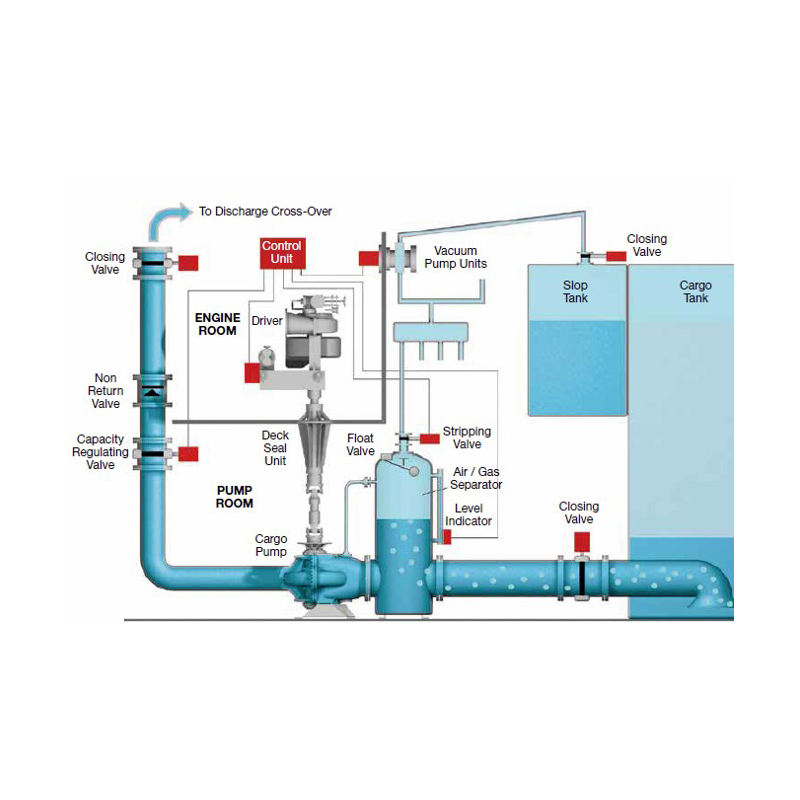 To Discharge Cross-Over
Closing
Valve
Control
Unit
Vacuum
Pump Units
Closing
Valve
Slop
Tank
Cargo
Tank
ENGINE
ROOM
Driver
Non
Return
Valve
Capacity
Regulating
Valve
Deck
Seal
Unit
Float
Valve
Stripping
Valve
Air / Gas
Separator
PUMP
ROOM
Level
Indicator
Closing
Valve
Cargo
Pump